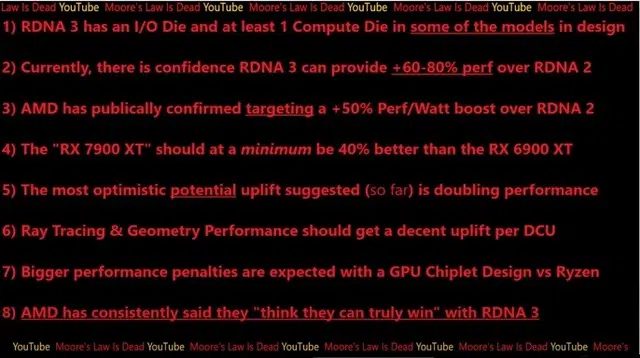 Law Is Dead YouTube Moore's Law Is Dead YouTube Moore's Law Is Dead YouTube Moore's Law Is Dead YouTube Moore's Law Is Dead
1) RDNA 3 has an I/O Die and at least 1 Compute Die in some of the models in design
2) Currently, there is confidence RDNA 3 can provide +60-80% perf over RDNA 2
3) AMD has publically confirmed targeting a +50% Perf/Watt boost over RDNA 2
4) The "RX 7900 XT" should at a minimum be 40% better than the RX 6900 XT
5) The most optimistic potential uplift suggested (so far) is doubling performance
6) Ray Tracing & Geometry Performance should get a decent uplift per DCU
7) Bigger performance penalties are expected with a GPU Chiplet Design vs Ryzen
8) AMD has consistently said they "think they can truly win" with RDNA 3
YouTube Moore's Law Is Dead YouTube Moore's Law Is Dead YouTube Moore's Law Is Dead YouTube Moore's Law Is Dead YouTube Moore's